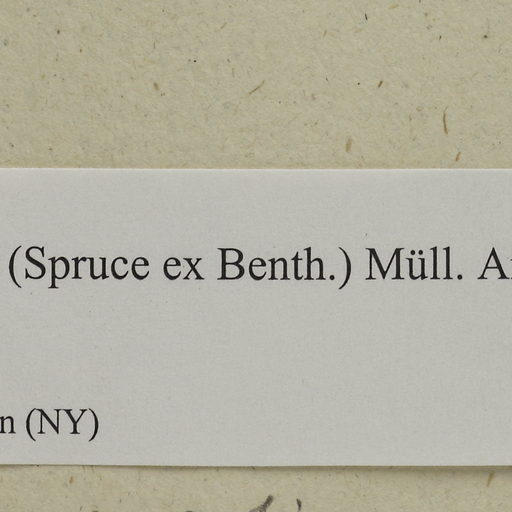 (Spruce ex Benth.) Müll. A
n (NY)